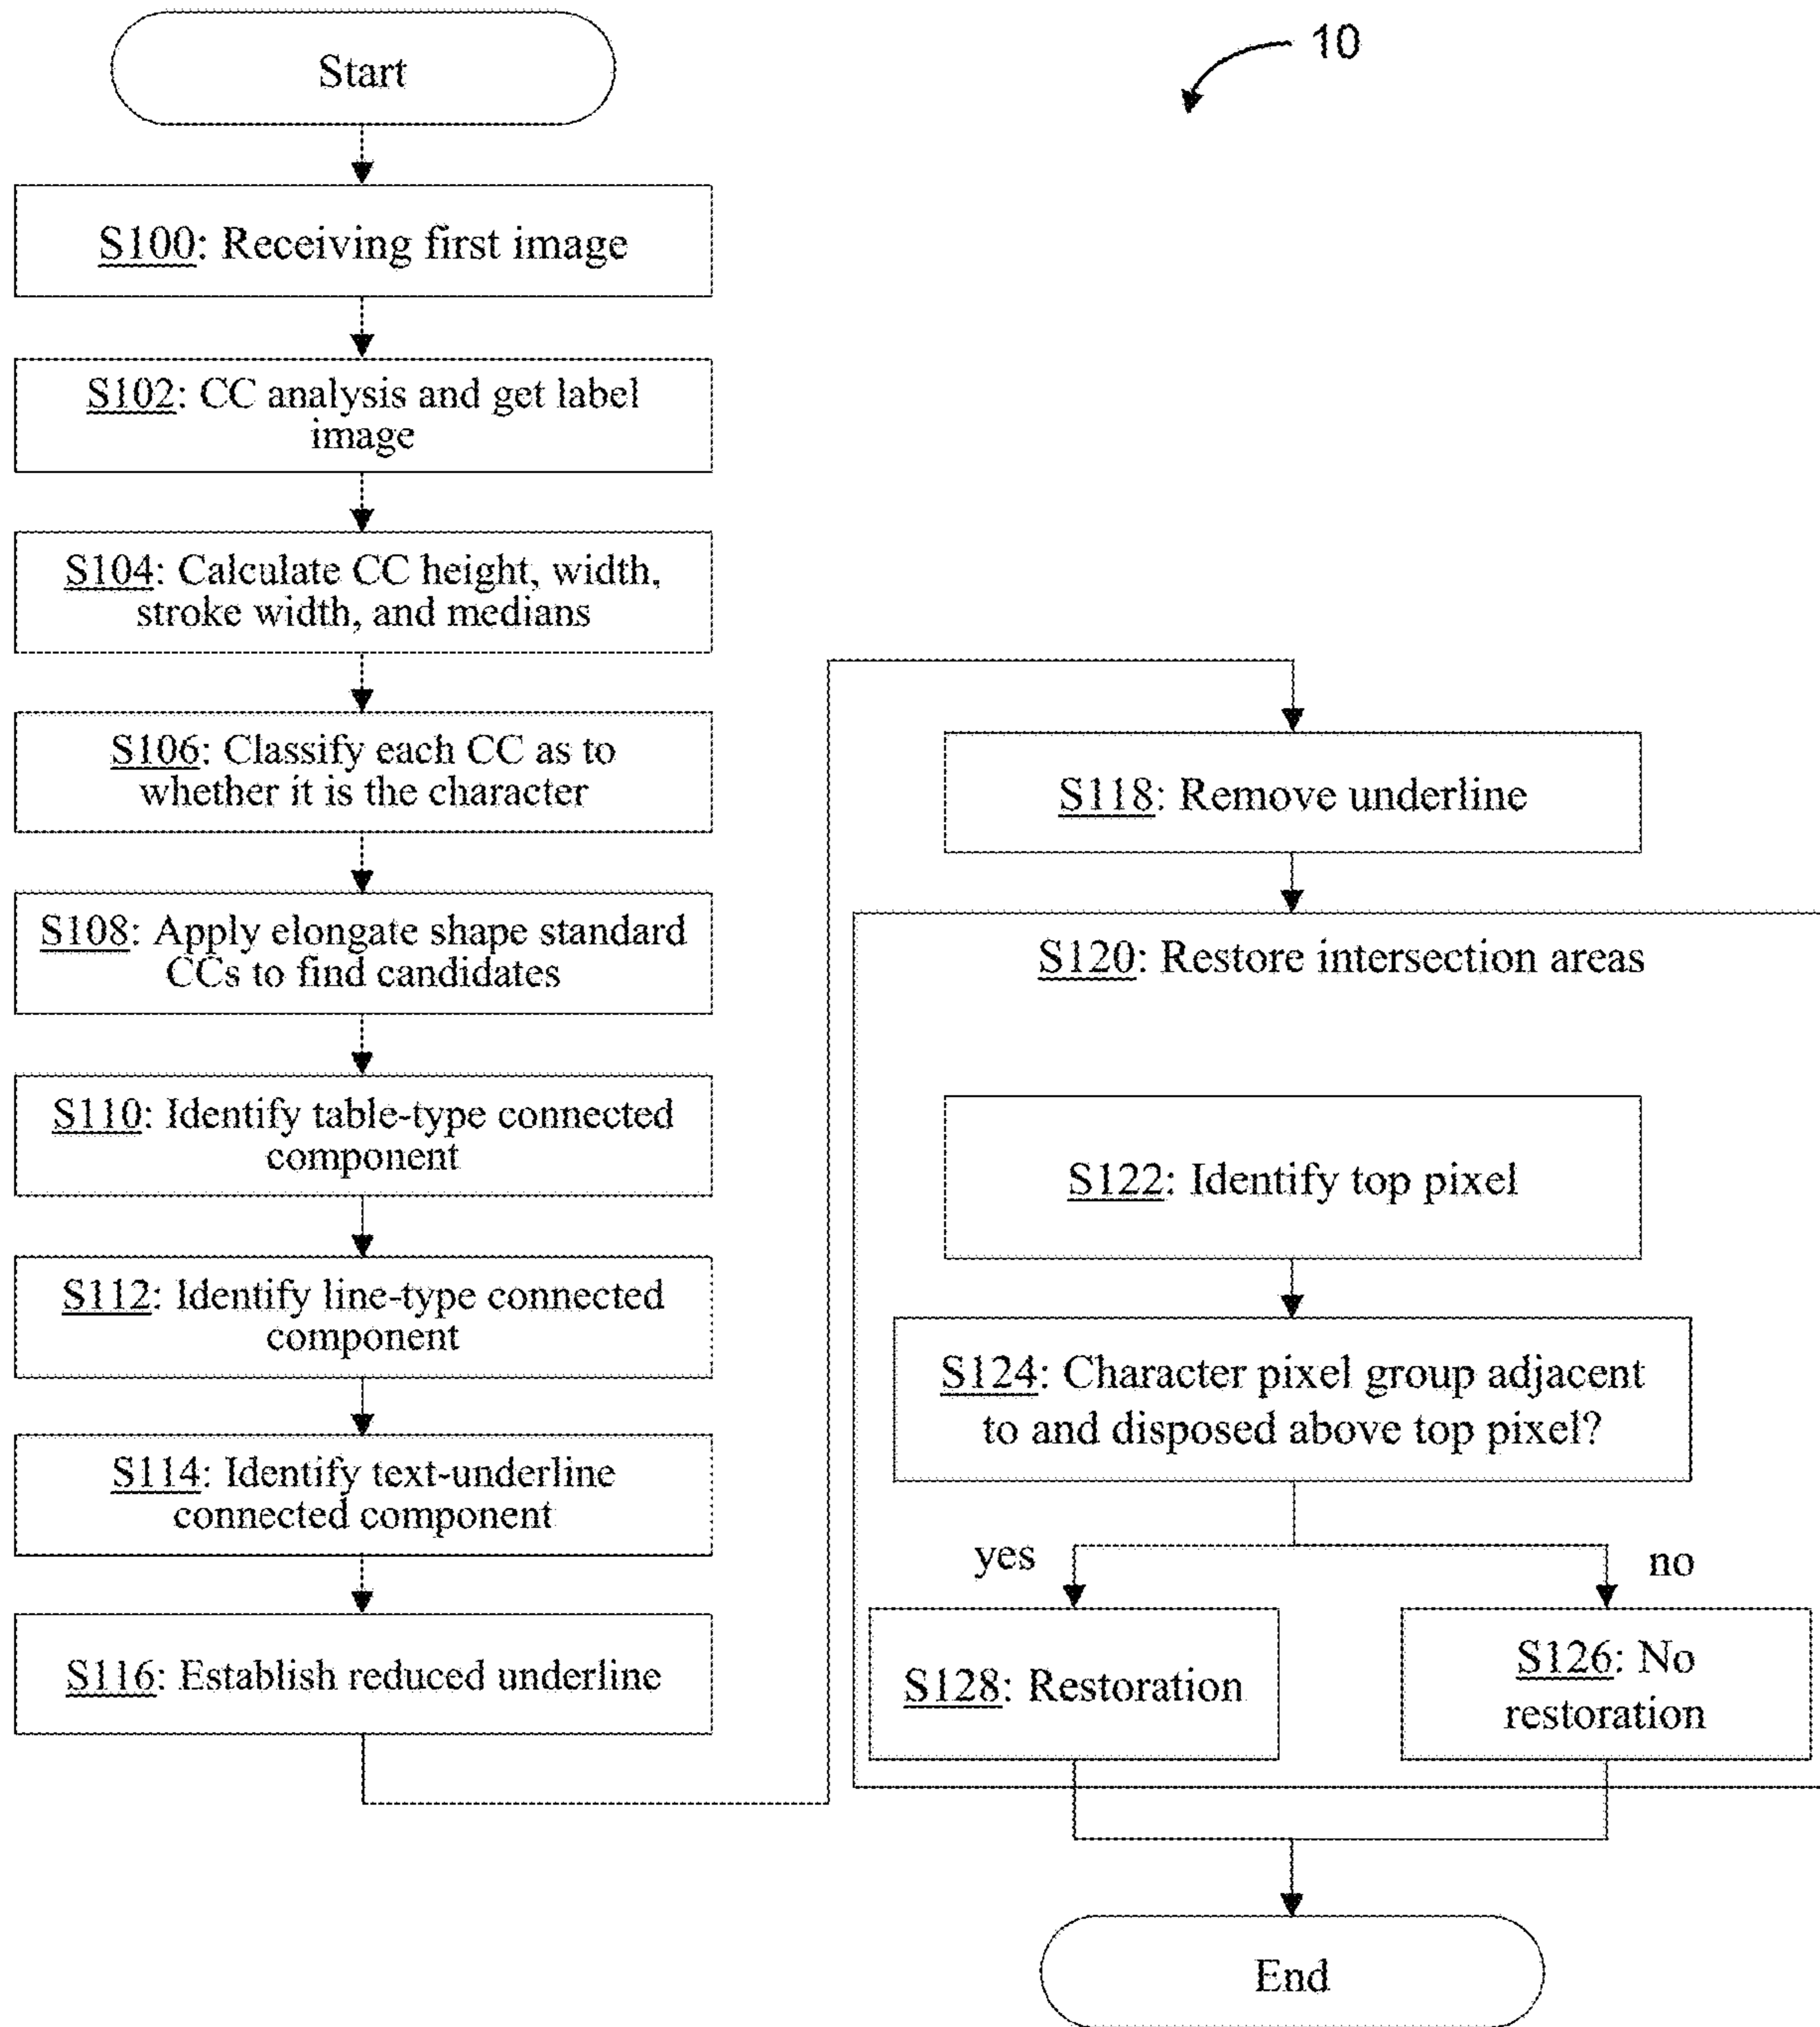 10
Start
S100: Receiving first image
S102: CC analysis and get label
image
S104: Calculate CC height, width,
stroke width, and medians
S106: Classify each CC as to
whether it is the character
S108: Apply elongate shape standard
CCs to find candidates
S110: Identify table-type connected
component
S112: Identify line-type connected
component
S114: Identify text-underline
connected component
S116: Establish reduced underline
S118: Remove underline
S120: Restore intersection areas
S122: Identify top pixel
S124: Character pixel group adjacent
to and disposed above top pixel?
yes
no
S128: Restoration
S126: No
restoration
End